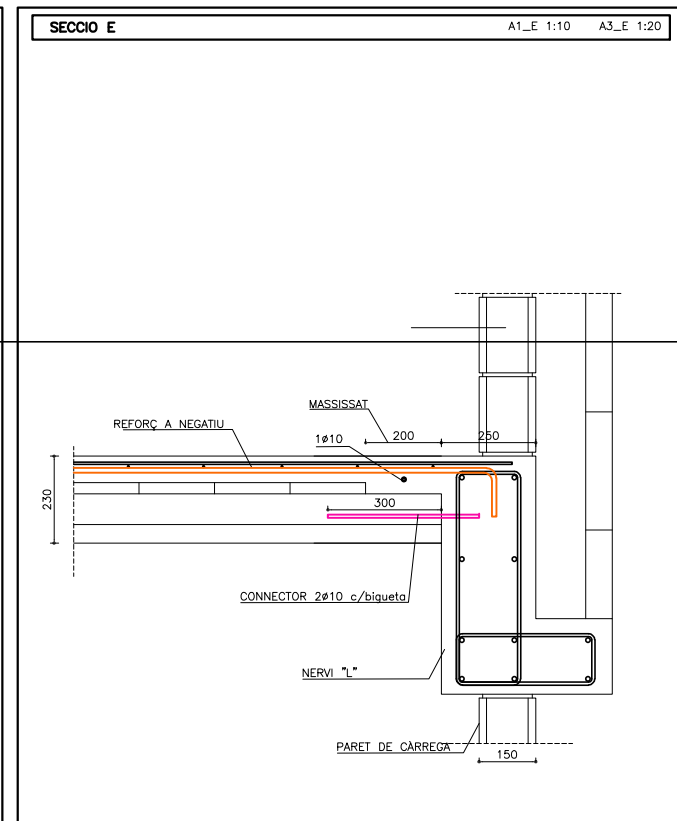 SECCIO E A1_E 1:10 A3_E 1:20
MASSISSAT
REFORÇ A NEGATIU
200 250
1ø10
230
300
CONNECTOR 2ø10 c/bigueta
NERVI "L"
PARET DE CÀRREGA
150